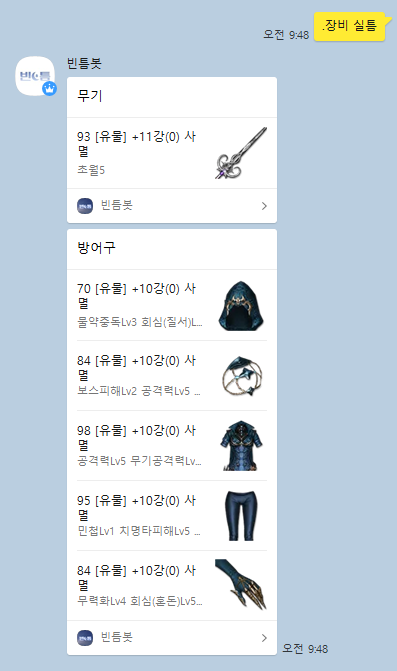 .장비 실틈
오전 9:48
빈틈봇
무기
93 [유물] +11강(0) 사
멸
초월5
빈틈봇
방어구
70 [유물] +10강(0) 사
멸
물약중독Lv3 회심(질서)L...
84 [유물] +10강(0) 사
멸
보스피해Lv2 공격력Lv5 ...
98 [유물] +10강(0) 사
멸
공격력Lv5 무기공격력Lv...
95 [유물] +10강(0) 사
멸
민첩Lv1 치명타피해Lv5 ...
84 [유물] +10강(0) 사
멸
무력화Lv4 회심(혼돈)Lv5...
빈틈봇
오전 9:48